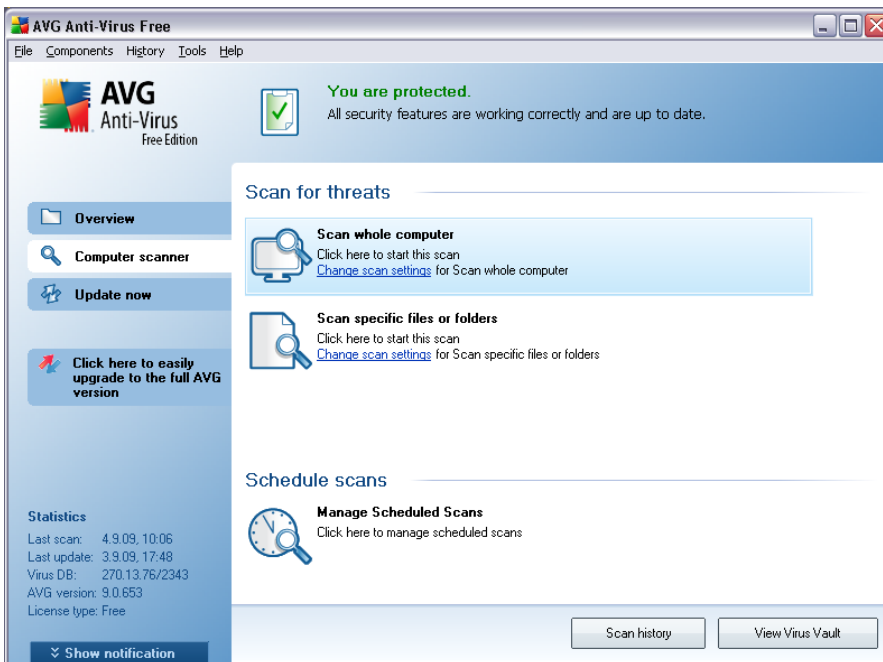 AVG Anti-Virus Free
File Components History Tools Help
AVG
Anti-Virus
Free Edition
You are protected.
All security features are working correctly and are up to date.
Overview
Computer scanner
Update now
Click here to easily
upgrade to the full AVG
version
Scan for threats
Scan whole computer
Click here to start this scan
Change scan settings for Scan whole computer
Scan specific files or folders
Click here to start this scan
Change scan settings for Scan specific files or folders
Schedule scans
Manage Scheduled Scans
Click here to manage scheduled scans
Statistics
Last scan: 4.9.09, 10:06
Last update: 3.9.09, 17:48
Virus DB: 270.13.76/2343
AVG version: 9.0.653
License type: Free
Show notification
Scan history
View Virus Vault